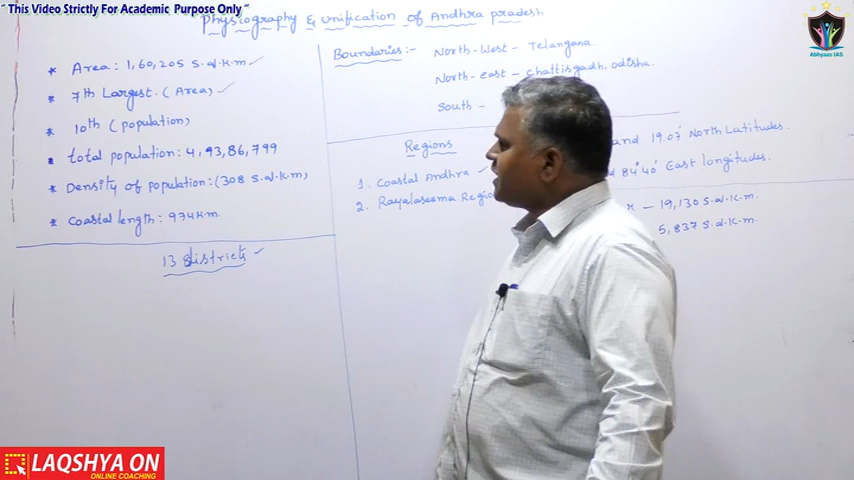 " This Video Strictly For Academic Purpose Only "
Physiography & unification of Andhra pradesh
Abhyaas IAS
* Area: 1,60,205 S.q.K.m
* 7th Largest. (Area)
* 10th (population)
* total population: 4,93,86,799
* Density of population: (308 S.q.K.m)
* Coastal length: 974 K.m.
13 districts
Boundaries:-
North-West - Telangana.
North-east - Chattisgadh, odisha.
South -
Regions
1. Coastal Andhra
2. Rayalaseema Regio
and 19.07' North Latitudes.
84° 40' East longitudes.
- 19,130 S.q.K.m.
5,837 S.q.K.m.
LAQSHYA ON
ONLINE COACHING